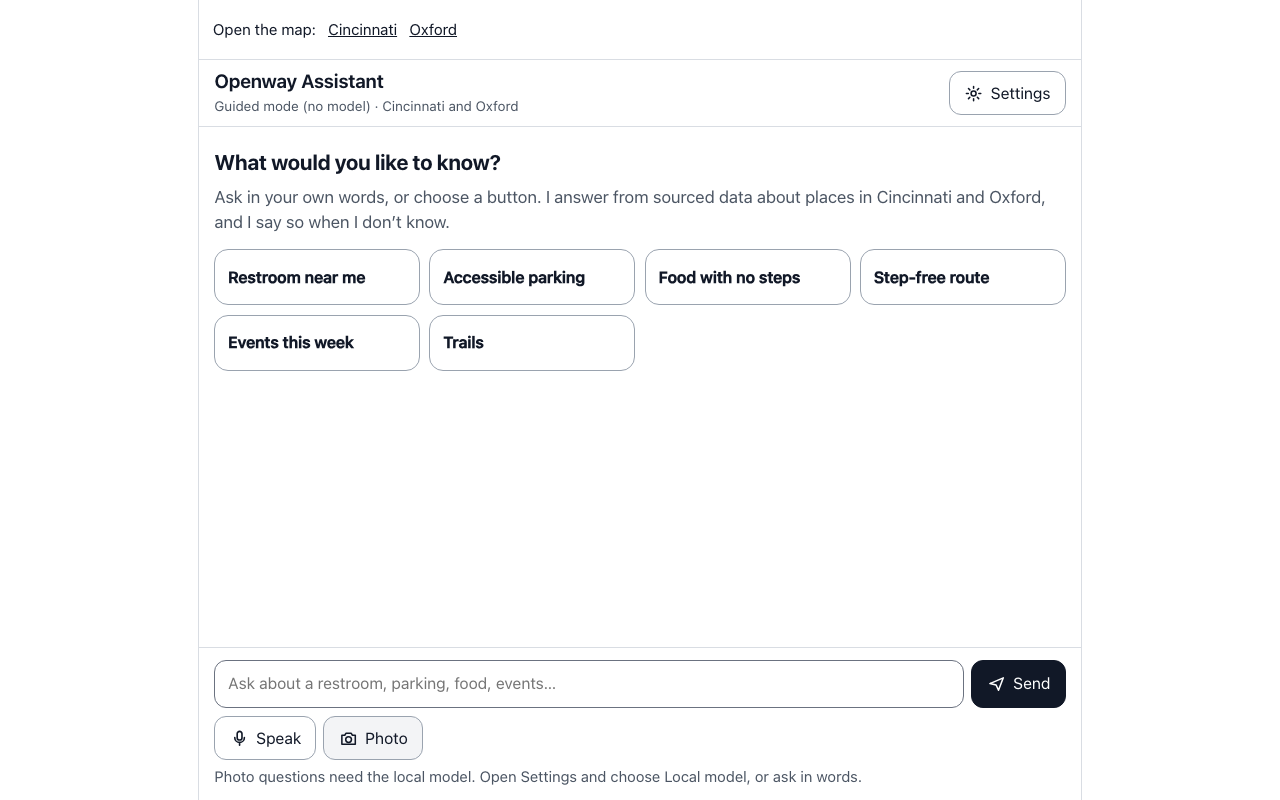 Open the map: Cincinnati Oxford
Openway Assistant
Guided mode (no model) · Cincinnati and Oxford
Settings
What would you like to know?
Ask in your own words, or choose a button. I answer from sourced data about places in Cincinnati and Oxford,
and I say so when I don’t know.
Restroom near me
Accessible parking
Food with no steps
Step-free route
Events this week
Trails
Ask about a restroom, parking, food, events...
Send
Speak
Photo
Photo questions need the local model. Open Settings and choose Local model, or ask in words.